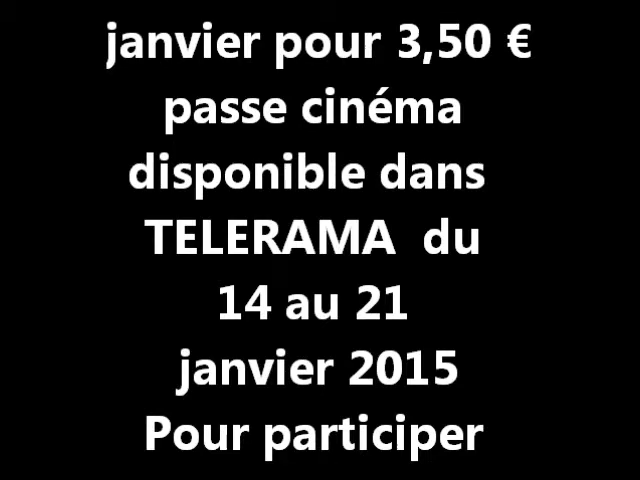 janvier pour 3,50 €
passe cinéma
disponible dans
TELERAMA du
14 au 21
janvier 2015
Pour participer